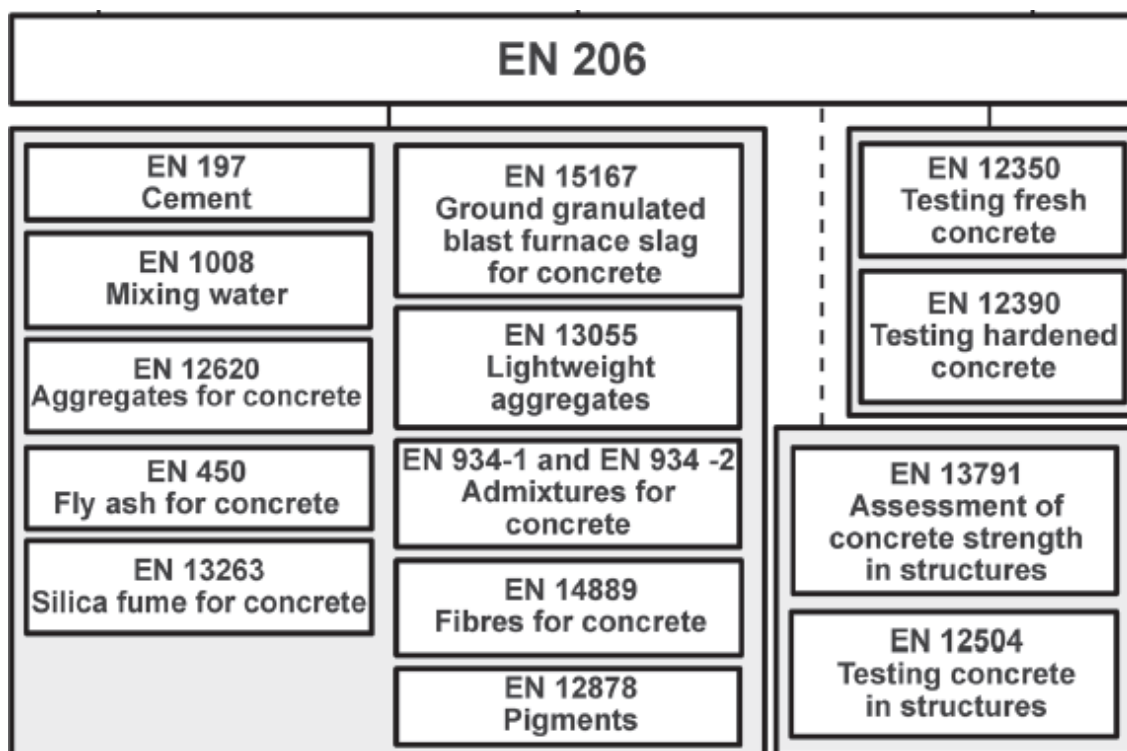 EN 206
EN 197
Cement
EN 1008
Mixing water
EN 12620
Aggregates for concrete
EN 450
Fly ash for concrete
EN 13263
Silica fume for concrete
EN 15167
Ground granulated
blast furnace slag
for concrete
EN 13055
Lightweight
aggregates
EN 934-1 and EN 934 -2
Admixtures for
concrete
EN 14889
Fibres for concrete
EN 12878
Pigments
EN 12350
Testing fresh
concrete
EN 12390
Testing hardened
concrete
EN 13791
Assessment of
concrete strength
in structures
EN 12504
Testing concrete
in structures